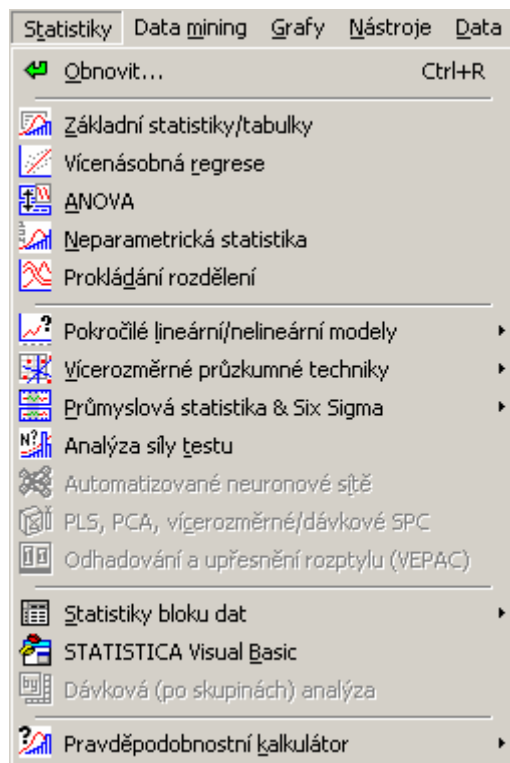 Statistiky Data mining Grafy Nástroje Data
Obnovit... Ctrl+R
Základní statistiky/tabulky
Vícenásobná regrese
ANOVA
Neparametrická statistika
Prokládání rozdělení
Pokročilé lineární/nelineární modely
Vícerozměrné průzkumné techniky
Průmyslová statistika & Six Sigma
Analýza síly testu
Automatizované neuronové sítě
PLS, PCA, vícerozměrné/dávkové SPC
Odhadování a upřesnění rozptylu (VEPAC)
Statistiky bloku dat
STATISTICA Visual Basic
Dávková (po skupinách) analýza
Pravděpodobnostní kalkulátor